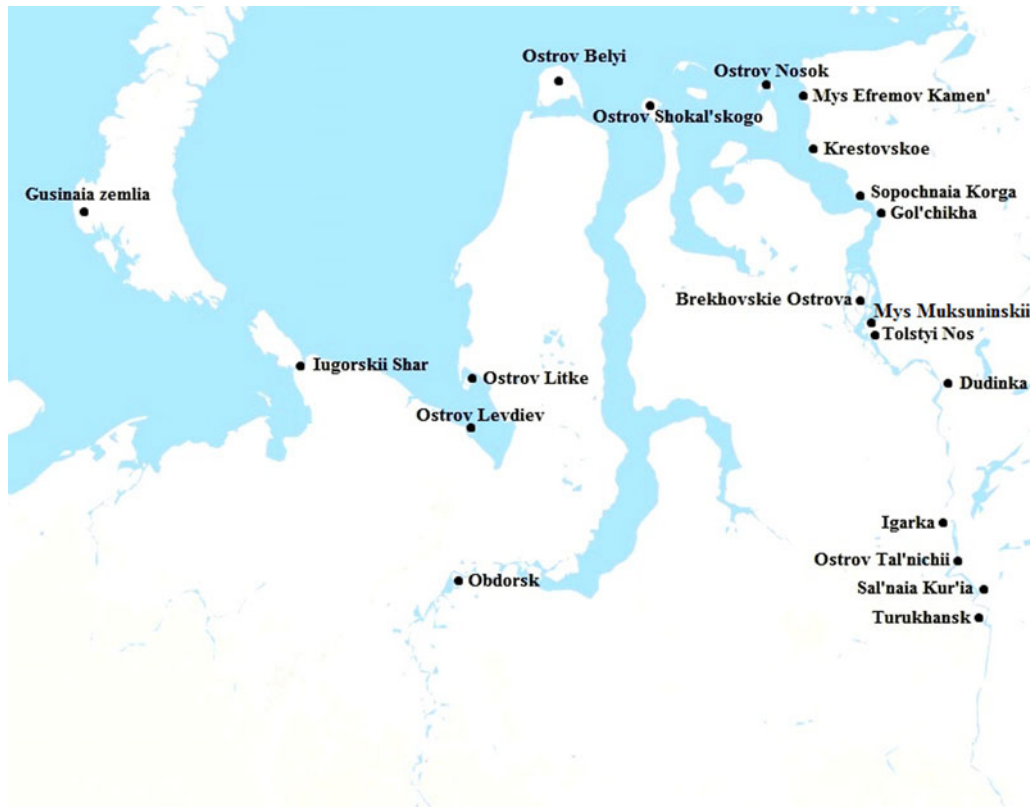 Ostrov Belyi
Ostrov Nosok
Mys Efremov Kamen'
Ostrov Shokal'skogo
Krestovskoe
Gusinaia zemlia
Sopochnaia Korga
Gol'chikha
Brekhovskie Ostrova
Mys Muksuninskii
Tolstyi Nos
Iugorskii Shar
Ostrov Litke
Dudinka
Ostrov Levdiev
Igarka
Ostrov Tal'nichii
Obdorsk
Sal'naia Kur'ia
Turukhansk